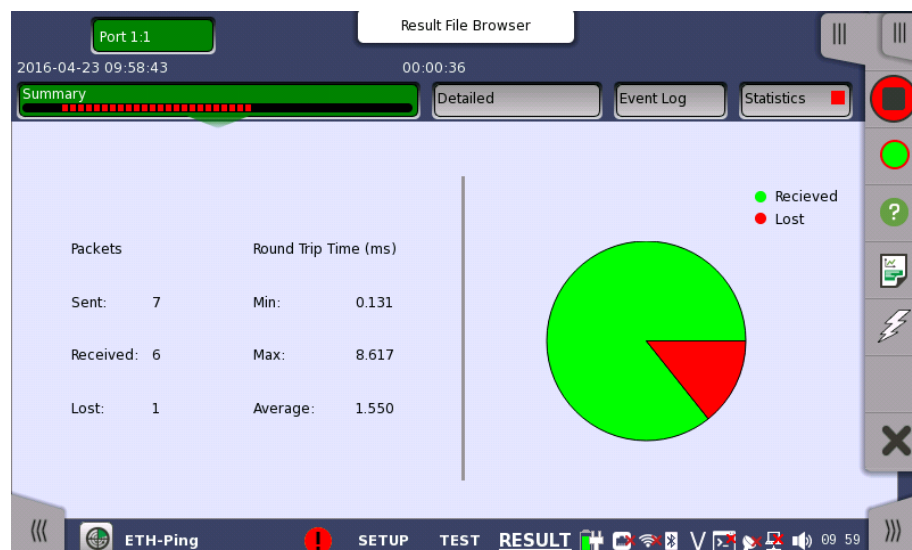 Port 1:1
Result File Browser
2016-04-23 09:58:43 00:00:36
Summary Detailed Event Log Statistics
Recieved
Lost
Packets Round Trip Time (ms)
Sent: 7 Min: 0.131
Received: 6 Max: 8.617
Lost: 1 Average: 1.550
ETH-Ping SETUP TEST RESULT V 09 59